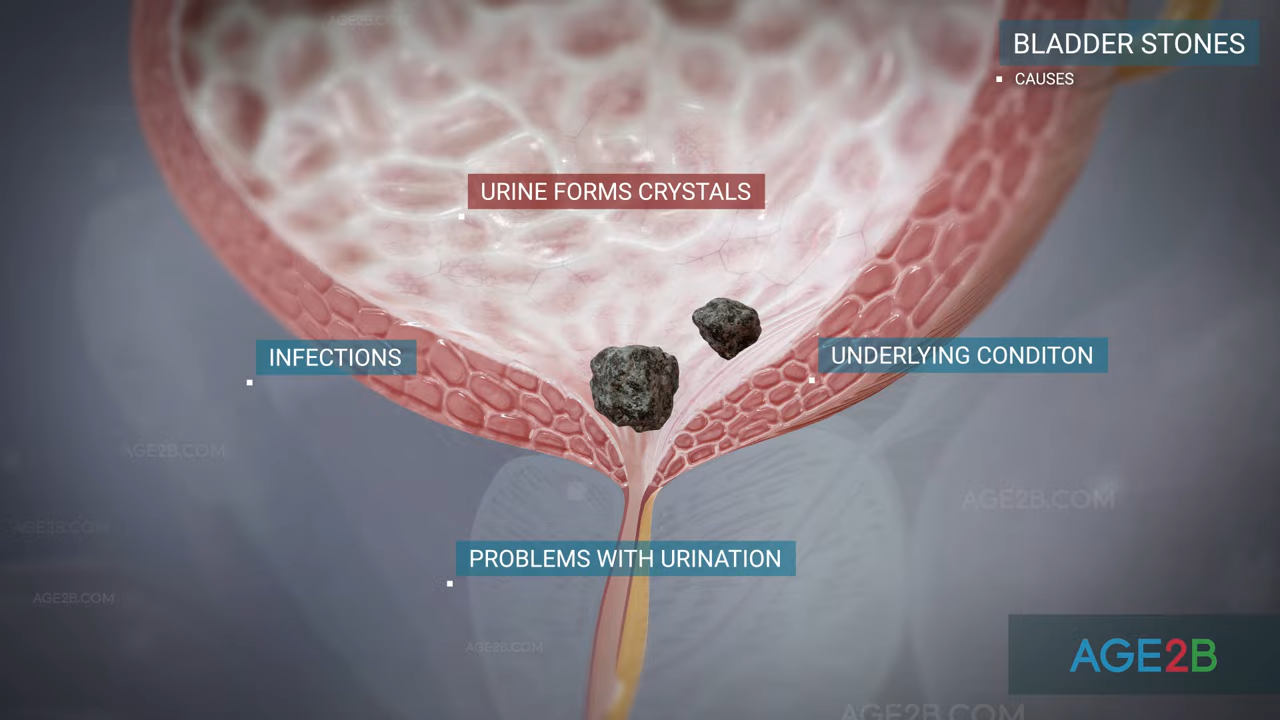 AGE2B.COM
BLADDER STONES
CAUSES
URINE FORMS CRYSTALS
INFECTIONS
UNDERLYING CONDITON
AGE2B.COM
AGE2B.COM
AGE2B.COM
PROBLEMS WITH URINATION
AGE2B.COM
AGE2B.COM
AGE2B
AGE2B.COM